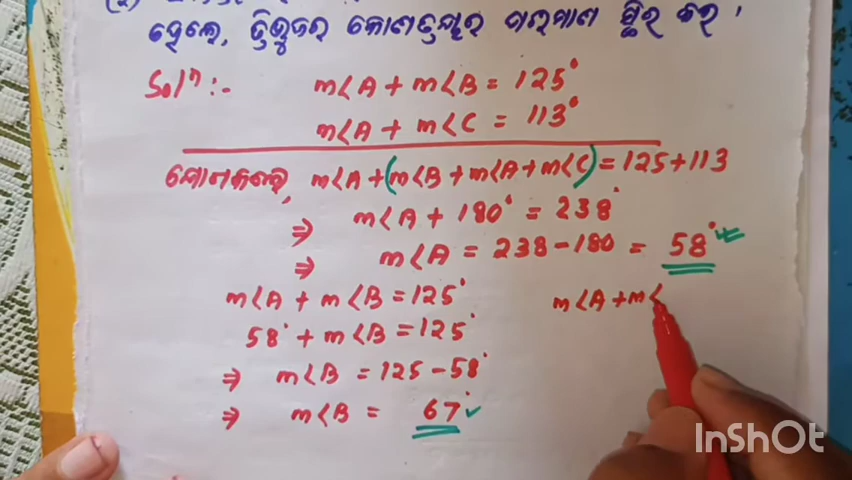 ହେଲେ, ତ୍ରିଭୁଜର କୋଣତ୍ରୟର ପରିମାଣ ସ୍ଥିର କର ।
Solⁿ :- m<A + m<B = 125°
m<A + m<C = 113°
ଯୋଗକଲେ, m<A + (m<B + m<A + m<C) = 125 + 113
⇒ m<A + 180° = 238°
⇒ m<A = 238 - 180 = 58°
m<A + m<B = 125°
58° + m<B = 125°
⇒ m<B = 125 - 58°
⇒ m<B = 67°
m<A + m<
InShOt